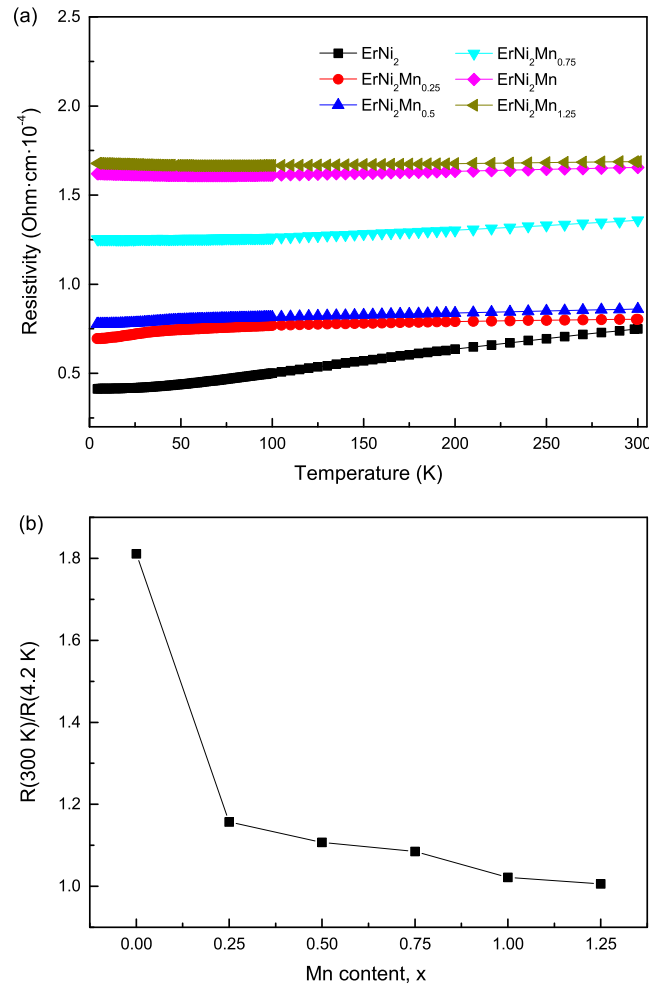 (a)
2.5
2.0
1.5
1.0
0.5
Resistivity (Ohm·cm·10⁻⁴)
ErNi₂
ErNi₂Mn₀.₂₅
ErNi₂Mn₀.₅
ErNi₂Mn₀.₇₅
ErNi₂Mn
ErNi₂Mn₁.₂₅
0 50 100 150 200 250 300
Temperature (K)
(b)
1.8
1.6
1.4
1.2
1.0
R(300 K)/R(4.2 K)
0.00 0.25 0.50 0.75 1.00 1.25
Mn content, x